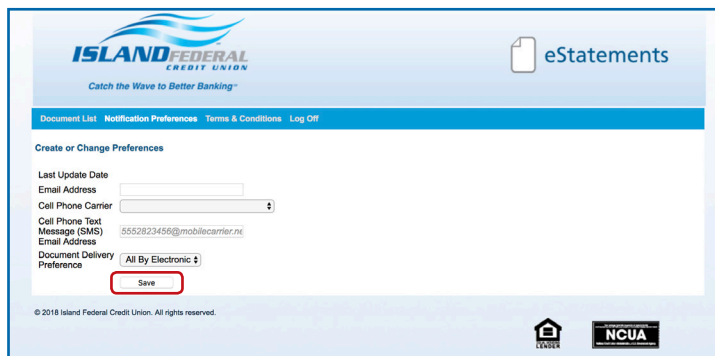 ISLAND FEDERAL
CREDIT UNION
Catch the Wave to Better Banking℠
eStatements
Document List Notification Preferences Terms & Conditions Log Off
Create or Change Preferences
Last Update Date
Email Address
Cell Phone Carrier
Cell Phone Text
Message (SMS)
Email Address
5552823456@mobilecarrier.ne
Document Delivery
Preference
All By Electronic
Save
© 2018 Island Federal Credit Union. All rights reserved.
LENDER
NCUA